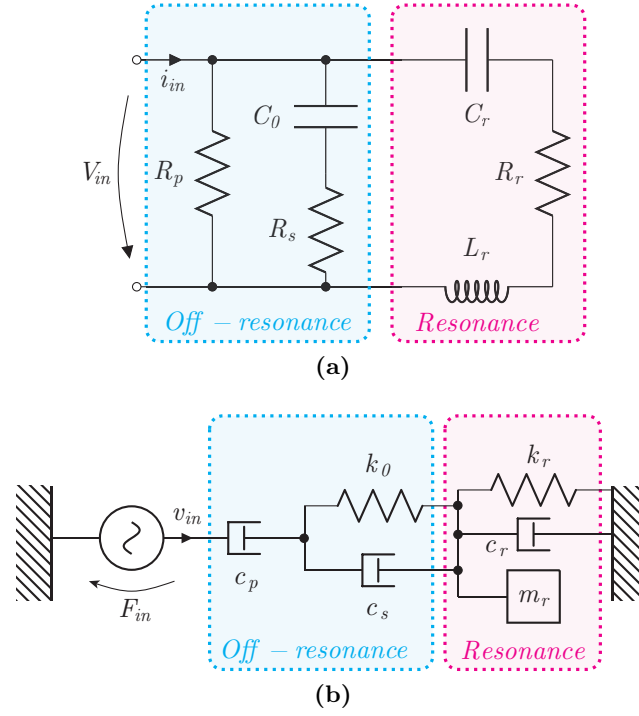 i_in
C_0
C_r
V_in
R_p
R_r
R_s
L_r
Off – resonance
Resonance
(a)
k_0
k_r
v_in
c_r
c_p
c_s
m_r
F_in
Off – resonance
Resonance
(b)